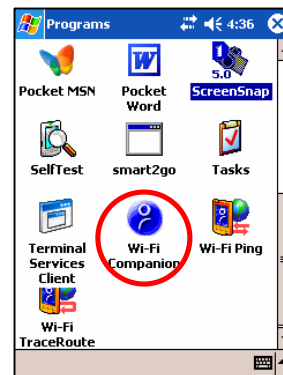 Programs 4:36
Pocket MSN
Pocket
Word
5.0
ScreenSnap
SelfTest
smart2go
Tasks
Terminal
Services
Client
Wi-Fi
Companion
Wi-Fi Ping
Wi-Fi
TraceRoute